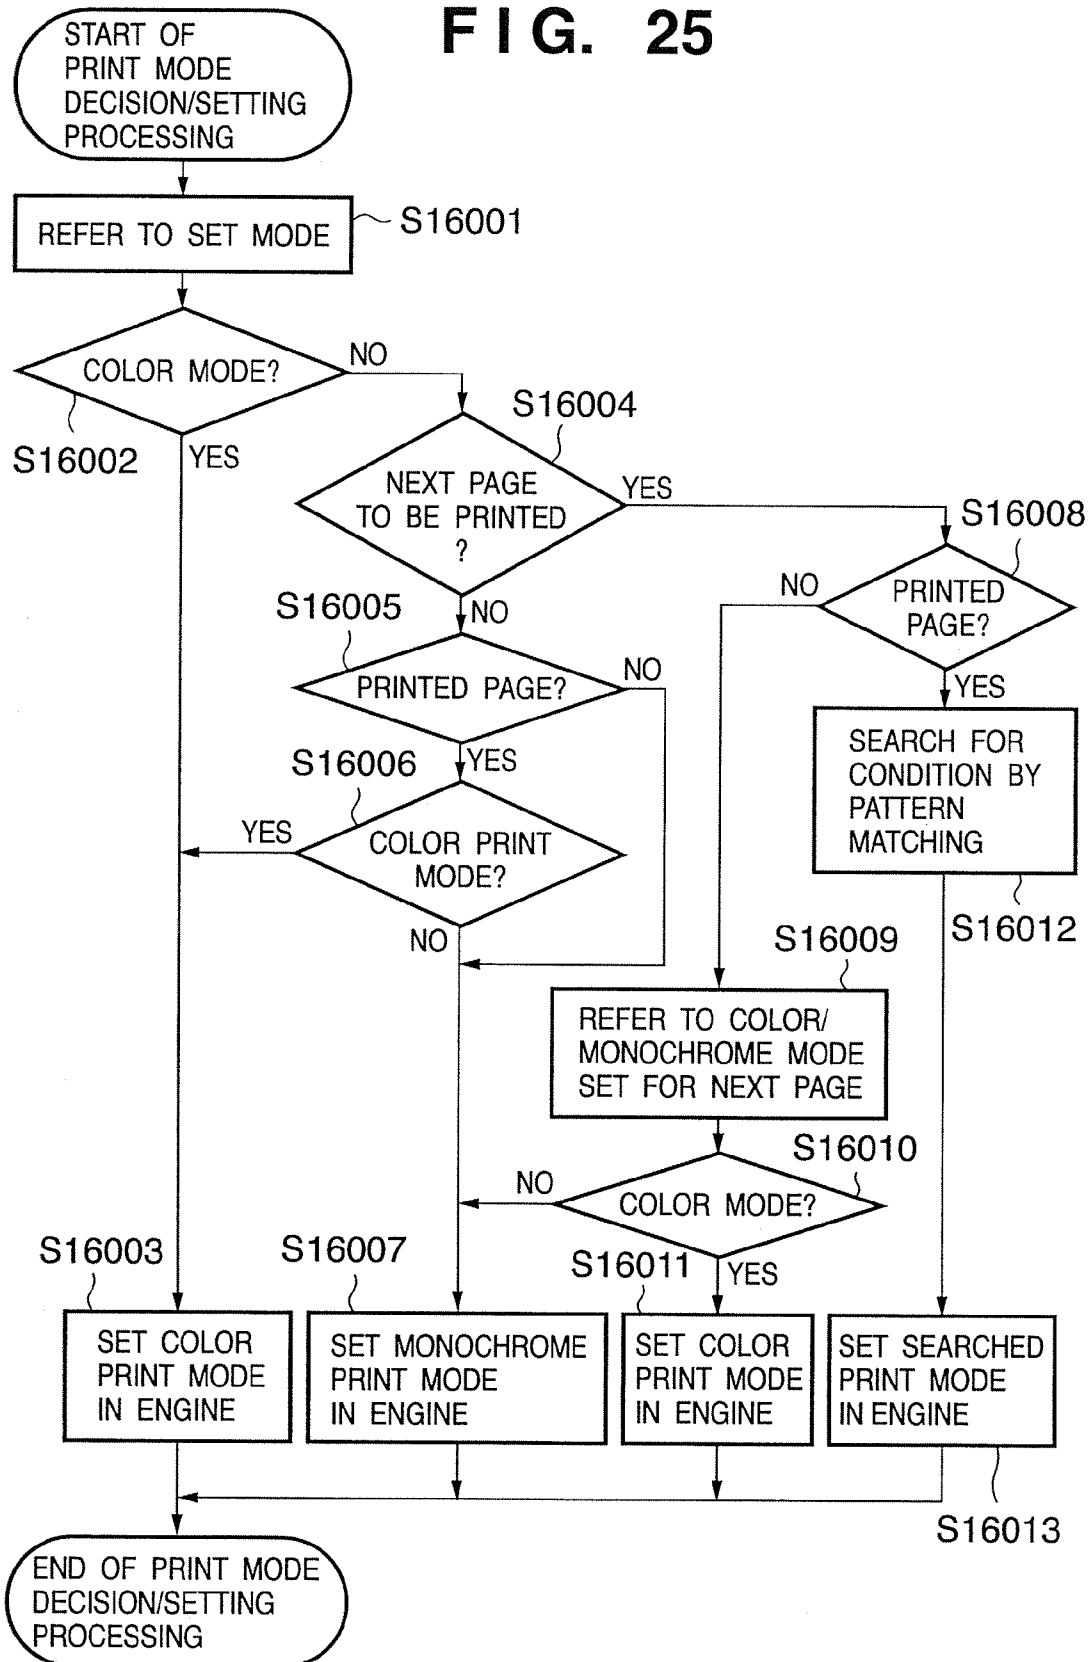 FIG. 25
START OF
PRINT MODE
DECISION/SETTING
PROCESSING
REFER TO SET MODE
S16001
COLOR MODE?
NO
S16002
YES
S16004
NEXT PAGE
TO BE PRINTED
?
YES
S16008
NO
PRINTED
PAGE?
S16005
NO
PRINTED PAGE?
NO
YES
S16006
YES
SEARCH FOR
CONDITION BY
PATTERN
MATCHING
YES
COLOR PRINT
MODE?
NO
S16012
S16009
REFER TO COLOR/
MONOCHROME MODE
SET FOR NEXT PAGE
S16010
NO
COLOR MODE?
YES
S16003
S16007
S16011
SET COLOR
PRINT MODE
IN ENGINE
SET MONOCHROME
PRINT MODE
IN ENGINE
SET COLOR
PRINT MODE
IN ENGINE
SET SEARCHED
PRINT MODE
IN ENGINE
S16013
END OF PRINT MODE
DECISION/SETTING
PROCESSING